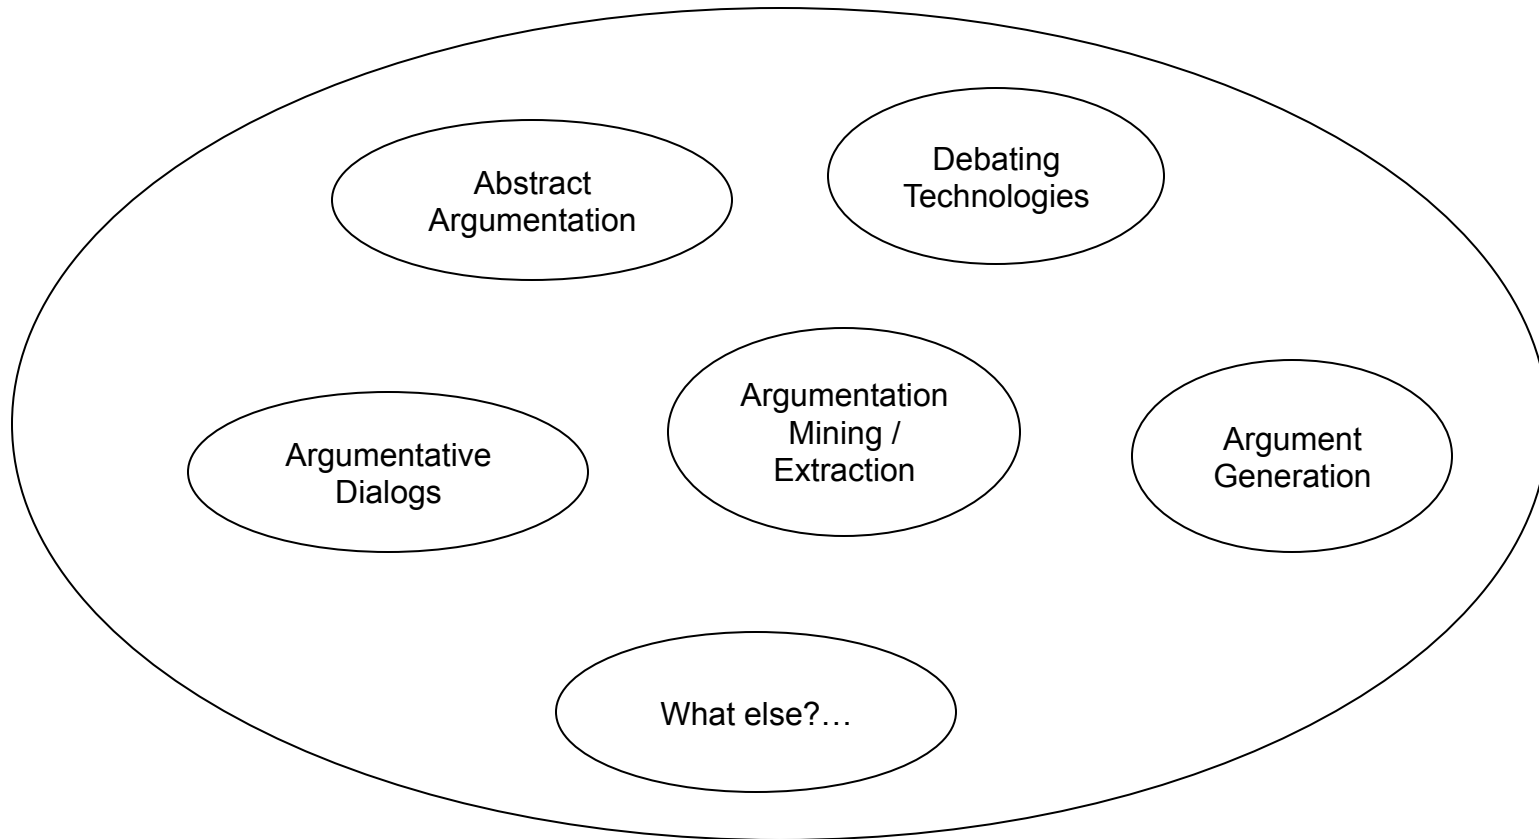 Abstract
Argumentation
Debating
Technologies
Argumentative
Dialogs
Argumentation
Mining /
Extraction
Argument
Generation
What else?…